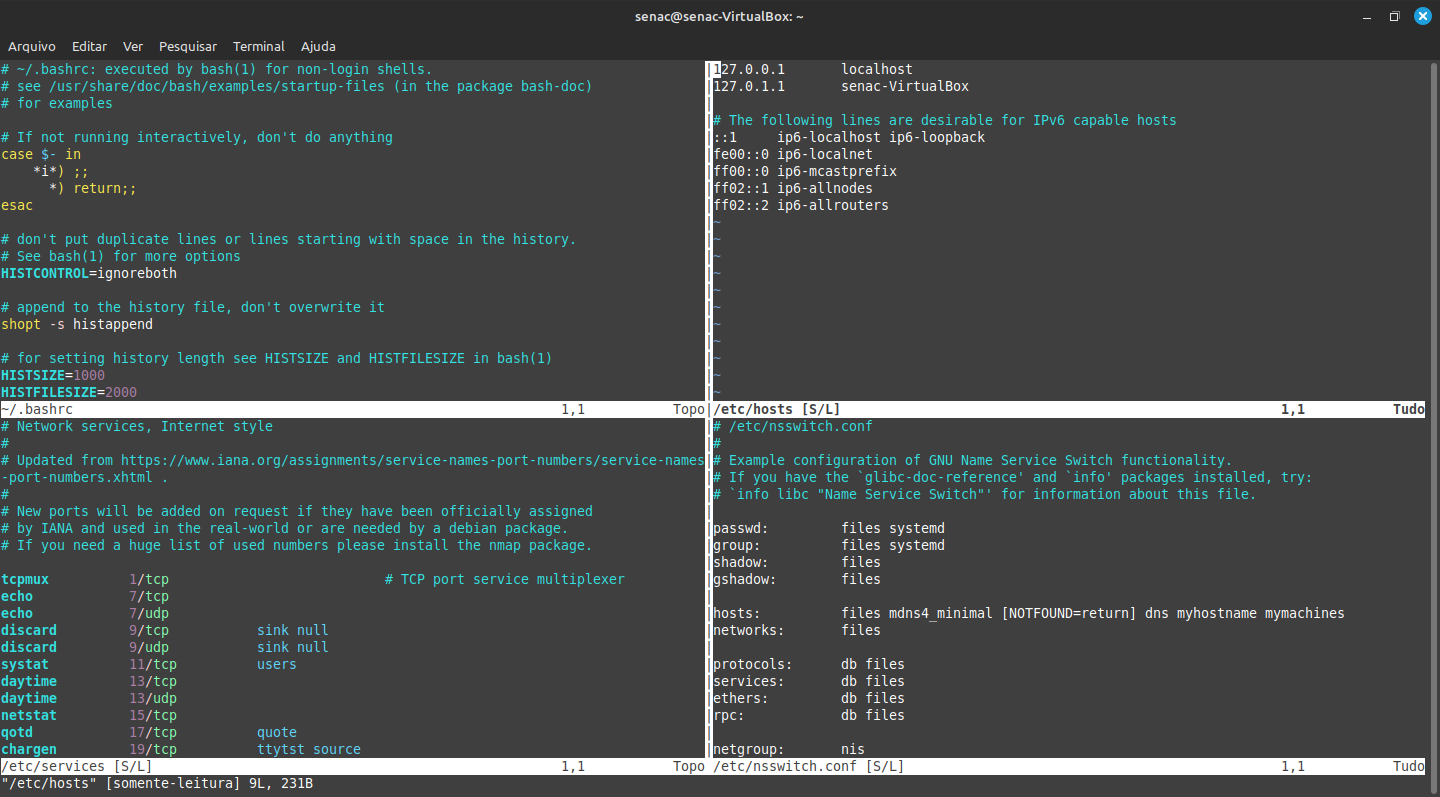 senac@senac-VirtualBox: ~
Arquivo Editar Ver Pesquisar Terminal Ajuda
# ~/.bashrc: executed by bash(1) for non-login shells.
# see /usr/share/doc/bash/examples/startup-files (in the package bash-doc)
# for examples
# If not running interactively, don't do anything
case $- in
    *i*) ;;
      *) return;;
esac
# don't put duplicate lines or lines starting with space in the history.
# See bash(1) for more options
HISTCONTROL=ignoreboth
# append to the history file, don't overwrite it
shopt -s histappend
# for setting history length see HISTSIZE and HISTFILESIZE in bash(1)
HISTSIZE=1000
HISTFILESIZE=2000
~/.bashrc 1,1 Topo
127.0.0.1       localhost
127.0.1.1       senac-VirtualBox
# The following lines are desirable for IPv6 capable hosts
::1     ip6-localhost ip6-loopback
fe00::0 ip6-localnet
ff00::0 ip6-mcastprefix
ff02::1 ip6-allnodes
ff02::2 ip6-allrouters
~
~
~
~
~
~
~
~
~
~
~
/etc/hosts [S/L] 1,1 Tudo
# Network services, Internet style
#
# Updated from https://www.iana.org/assignments/service-names-port-numbers/service-names
-port-numbers.xhtml .
#
# New ports will be added on request if they have been officially assigned
# by IANA and used in the real-world or are needed by a debian package.
# If you need a huge list of used numbers please install the nmap package.
tcpmux          1/tcp                           # TCP port service multiplexer
echo            7/tcp
echo            7/udp
discard         9/tcp           sink null
discard         9/udp           sink null
systat          11/tcp          users
daytime         13/tcp
daytime         13/udp
netstat         15/tcp
qotd            17/tcp          quote
chargen         19/tcp          ttytst source
/etc/services [S/L] 1,1 Topo
# /etc/nsswitch.conf
#
# Example configuration of GNU Name Service Switch functionality.
# If you have the `glibc-doc-reference' and `info' packages installed, try:
# `info libc "Name Service Switch"' for information about this file.
passwd:         files systemd
group:          files systemd
shadow:         files
gshadow:        files
hosts:          files mdns4_minimal [NOTFOUND=return] dns myhostname mymachines
networks:       files
protocols:      db files
services:       db files
ethers:         db files
rpc:            db files
netgroup:       nis
/etc/nsswitch.conf [S/L] 1,1 Tudo
"/etc/hosts" [somente-leitura] 9L, 231B